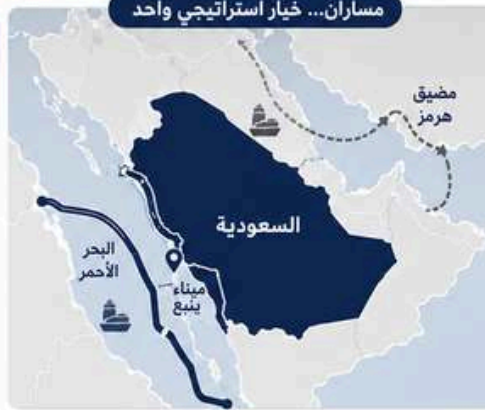 مساران... خيار استراتيجي واحد
مضيق
هرمز
السعودية
البحر
الأحمر
ميناء
ينبع